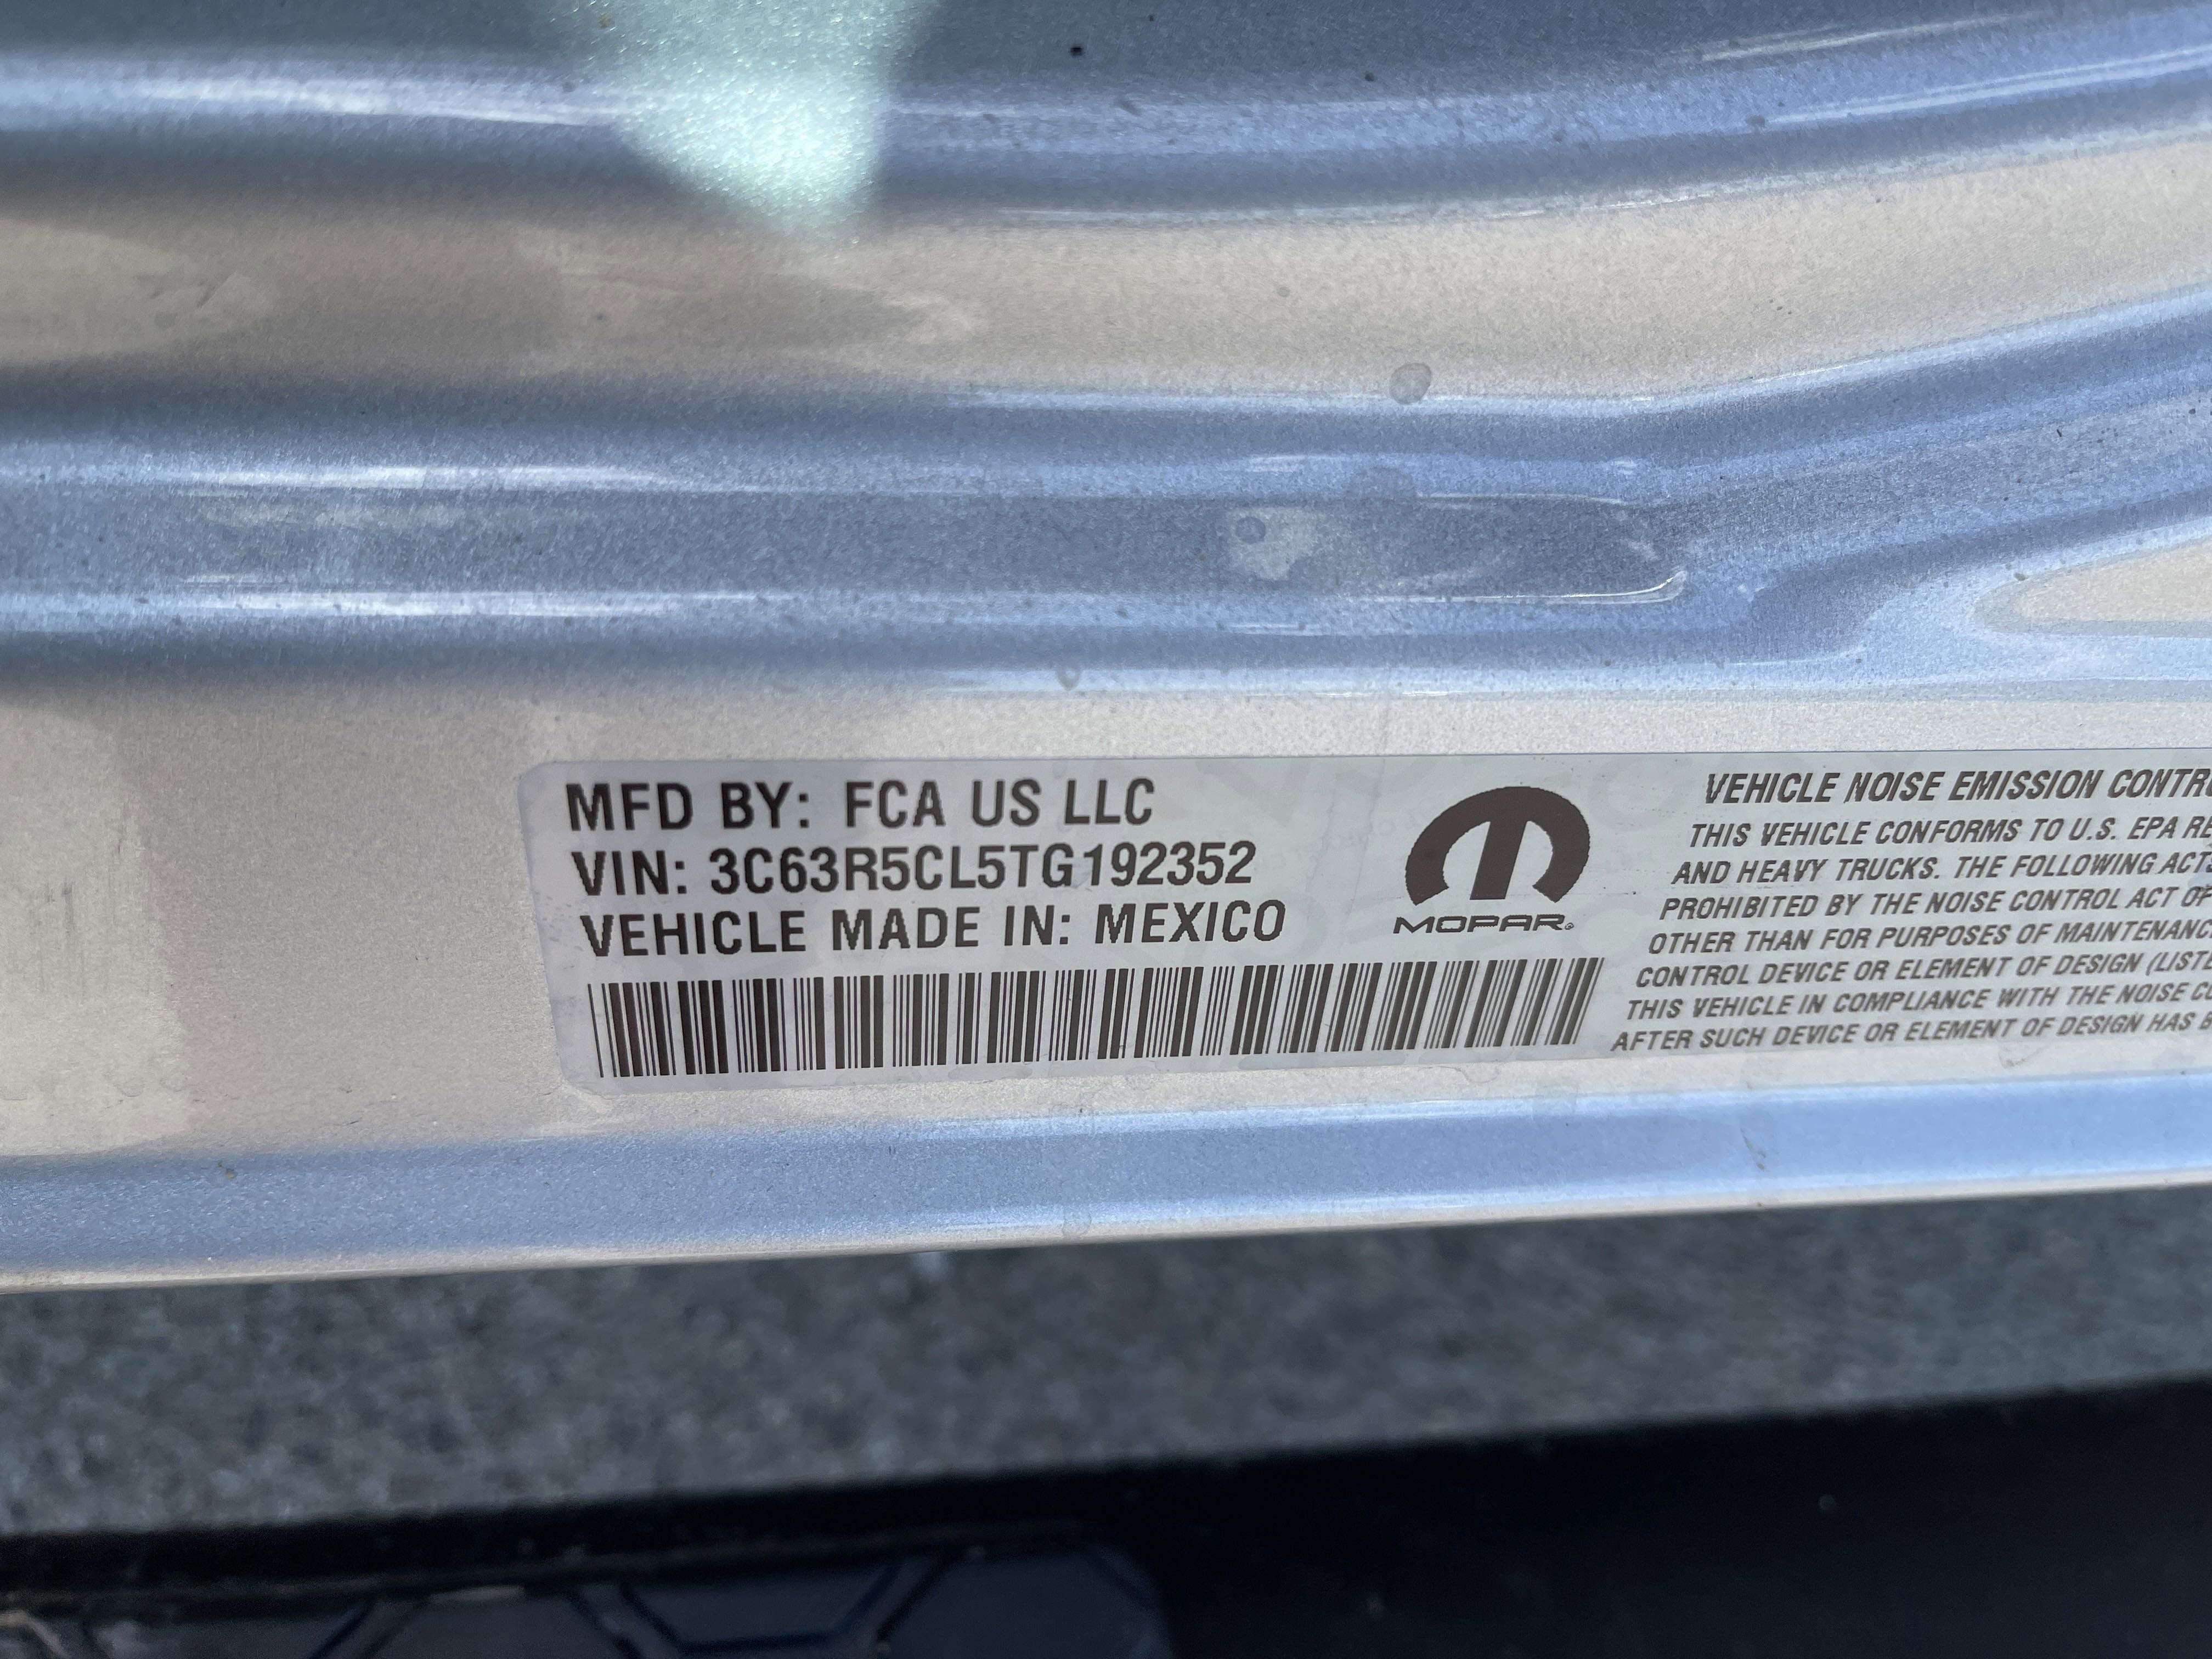 MFD BY: FCA US LLC
VIN: 3C63R5CL5TG192352
VEHICLE MADE IN: MEXICO
MOPAR®
VEHICLE NOISE EMISSION
THIS VEHICLE CONFORMS TO U.S. EPA
AND HEAVY TRUCKS. THE FOLLOWING ACTS
PROHIBITED BY THE NOISE CONTROL ACT OF
OTHER THAN FOR PURPOSES OF
CONTROL DEVICE OR ELEMENT OF DESIGN
THIS VEHICLE IN COMPLIANCE WITH THE NOISE
AFTER SUCH DEVICE OR ELEMENT OF DESIGN HAS